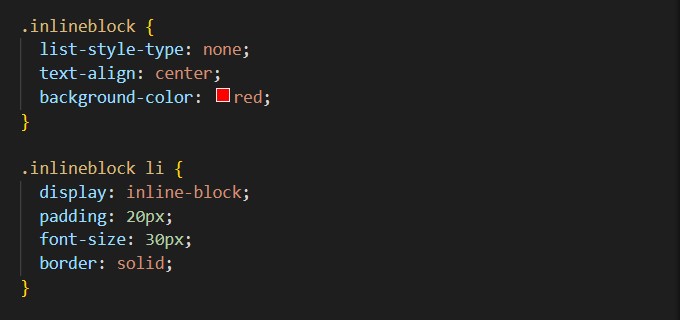 .inlineblock {
  list-style-type: none;
  text-align: center;
  background-color: red;
}

.inlineblock li {
  display: inline-block;
  padding: 20px;
  font-size: 30px;
  border: solid;
}